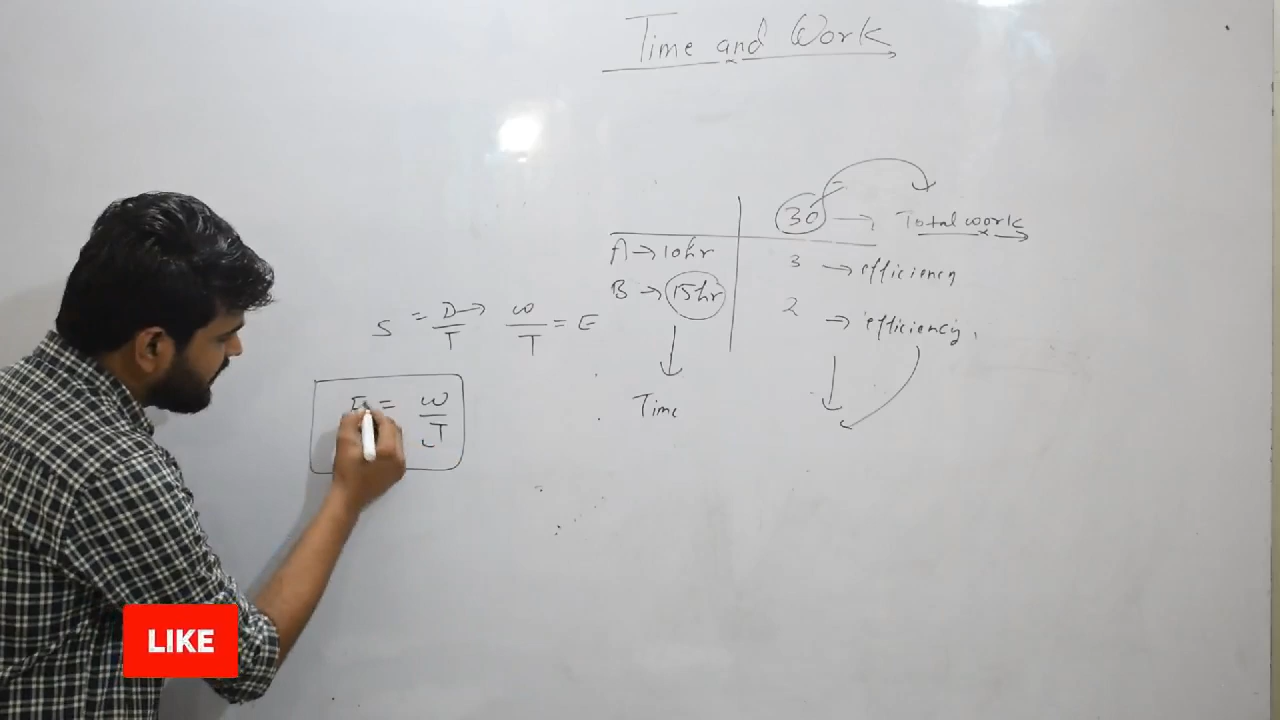 Time and Work
30 → Total work
A → 10hr
3 → efficiency
B → 15hr
2 → efficiency.
S = D/T → W/T = E
E = W/T
Time
LIKE